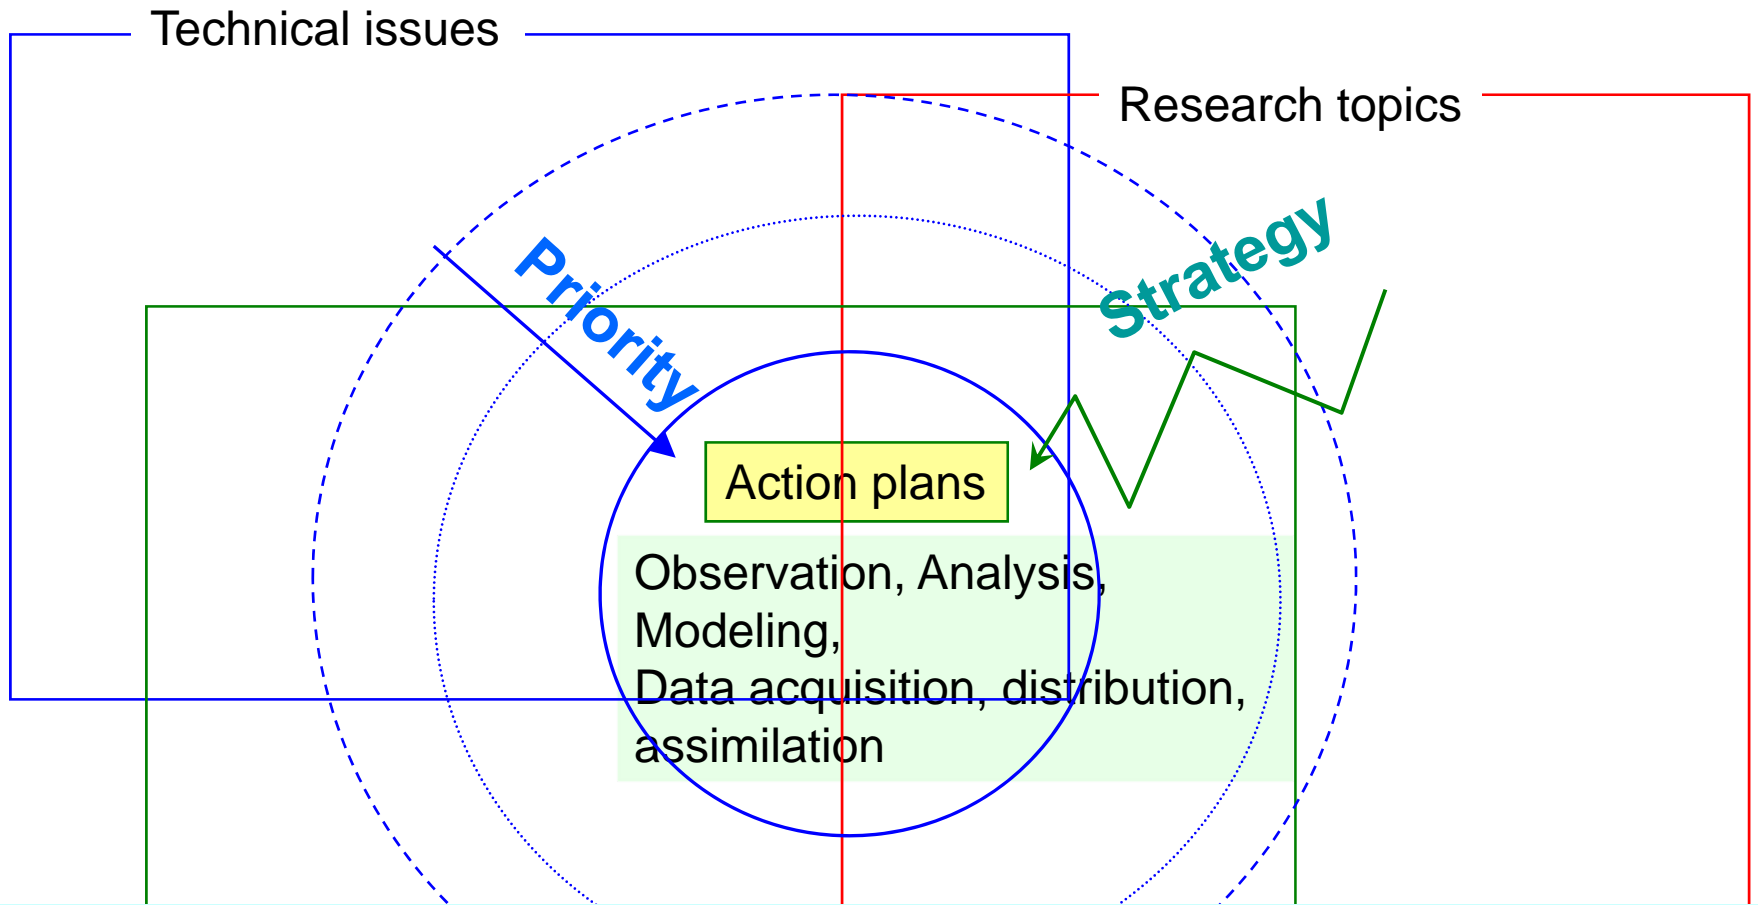 Technical issues
Research topics
Priority
Strategy
Action plans
Observation, Analysis,
Modeling,
Data acquisition, distribution,
assimilation